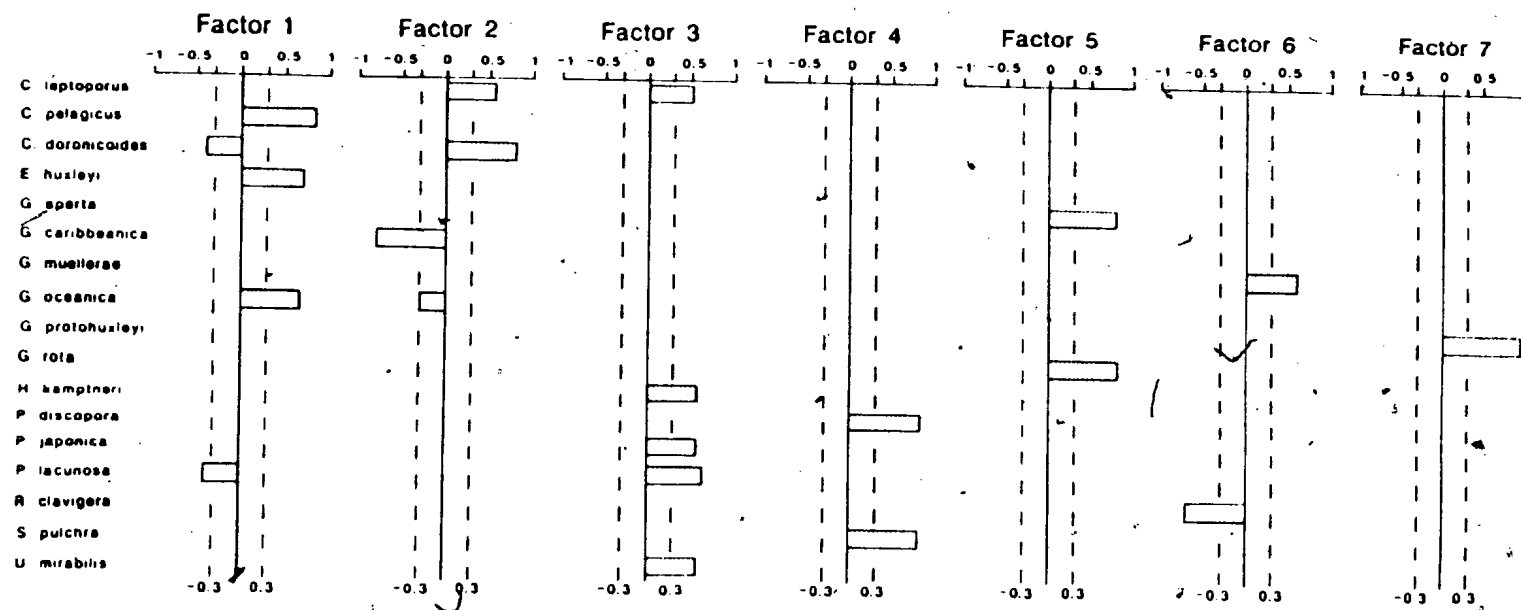 Factor 1 Factor 2 Factor 3 Factor 4 Factor 5 Factor 6 Factor 7
-1 -0.5 0 0.5 1 -1 -0.5 0 0.5 1 -1 -0.5 0 0.5 1 -1 -0.5 0 0.5 1 -1 -0.5 0 0.5 1 -1 -0.5 0 0.5 1 -1 -0.5 0 0.5
C leptoporus
C pelagicus
C. doronicoides
E huxleyi
G aperta
G caribbeanica
G muellerae
G oceanica
G protohuxleyi
G rota
H kamptneri
P discopora
P japonica
P lacunosa
R clavigera
S pulchra
U mirabilis
-0.3 0.3 -0.3 0.3 -0.3 0.3 -0.3 0.3 -0.3 0.3 -0.3 0.3 -0.3 0.3